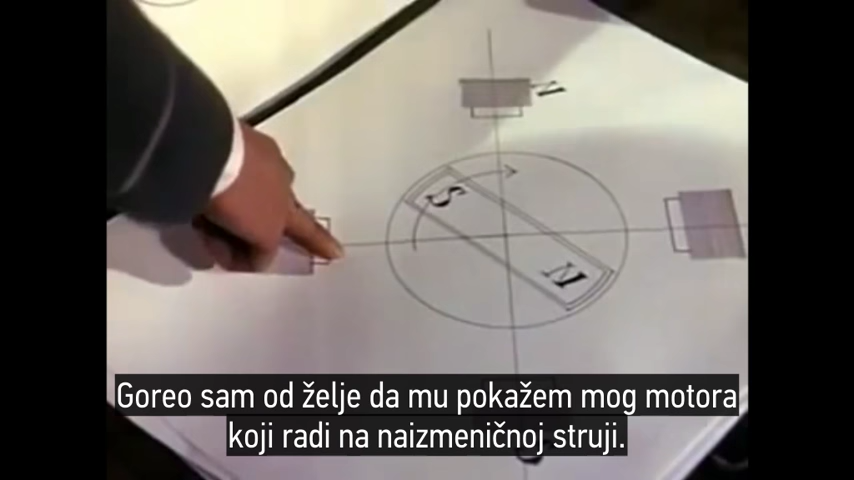 N
S
N
Goreo sam od želje da mu pokažem mog motora
koji radi na naizmeničnoj struji.